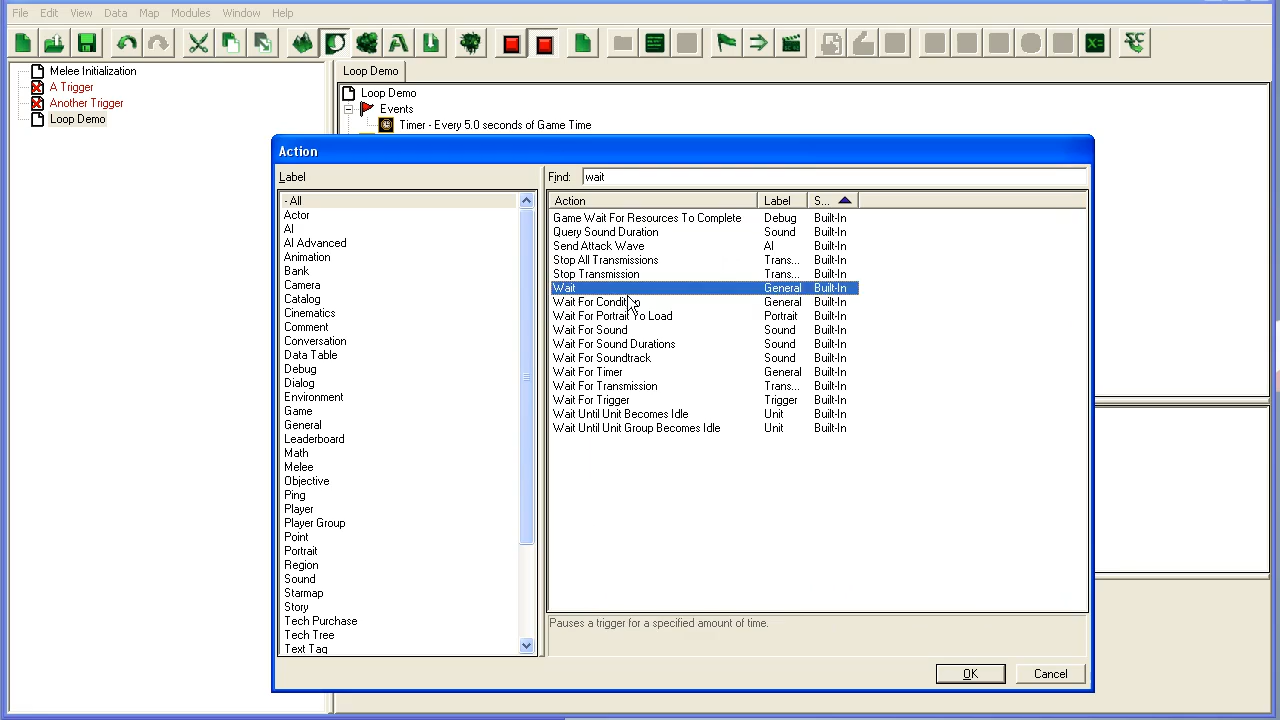 File Edit View Data Map Modules Window Help
Melee Initialization
A Trigger
Another Trigger
Loop Demo
Loop Demo
Loop Demo
Events
Timer - Every 5.0 seconds of Game Time
Action
Label
Find: wait
- All
Actor
AI
AI Advanced
Animation
Bank
Camera
Catalog
Cinematics
Comment
Conversation
Data Table
Debug
Dialog
Environment
Game
General
Leaderboard
Math
Melee
Objective
Ping
Player
Player Group
Point
Portrait
Region
Sound
Starmap
Story
Tech Purchase
Tech Tree
Text Tag
Action Label S...
Game Wait For Resources To Complete Debug Built-In
Query Sound Duration Sound Built-In
Send Attack Wave AI Built-In
Stop All Transmissions Trans... Built-In
Stop Transmission Trans... Built-In
Wait General Built-In
Wait For Condition General Built-In
Wait For Portrait To Load Portrait Built-In
Wait For Sound Sound Built-In
Wait For Sound Durations Sound Built-In
Wait For Soundtrack Sound Built-In
Wait For Timer General Built-In
Wait For Transmission Trans... Built-In
Wait For Trigger Trigger Built-In
Wait Until Unit Becomes Idle Unit Built-In
Wait Until Unit Group Becomes Idle Unit Built-In
Pauses a trigger for a specified amount of time.
OK Cancel